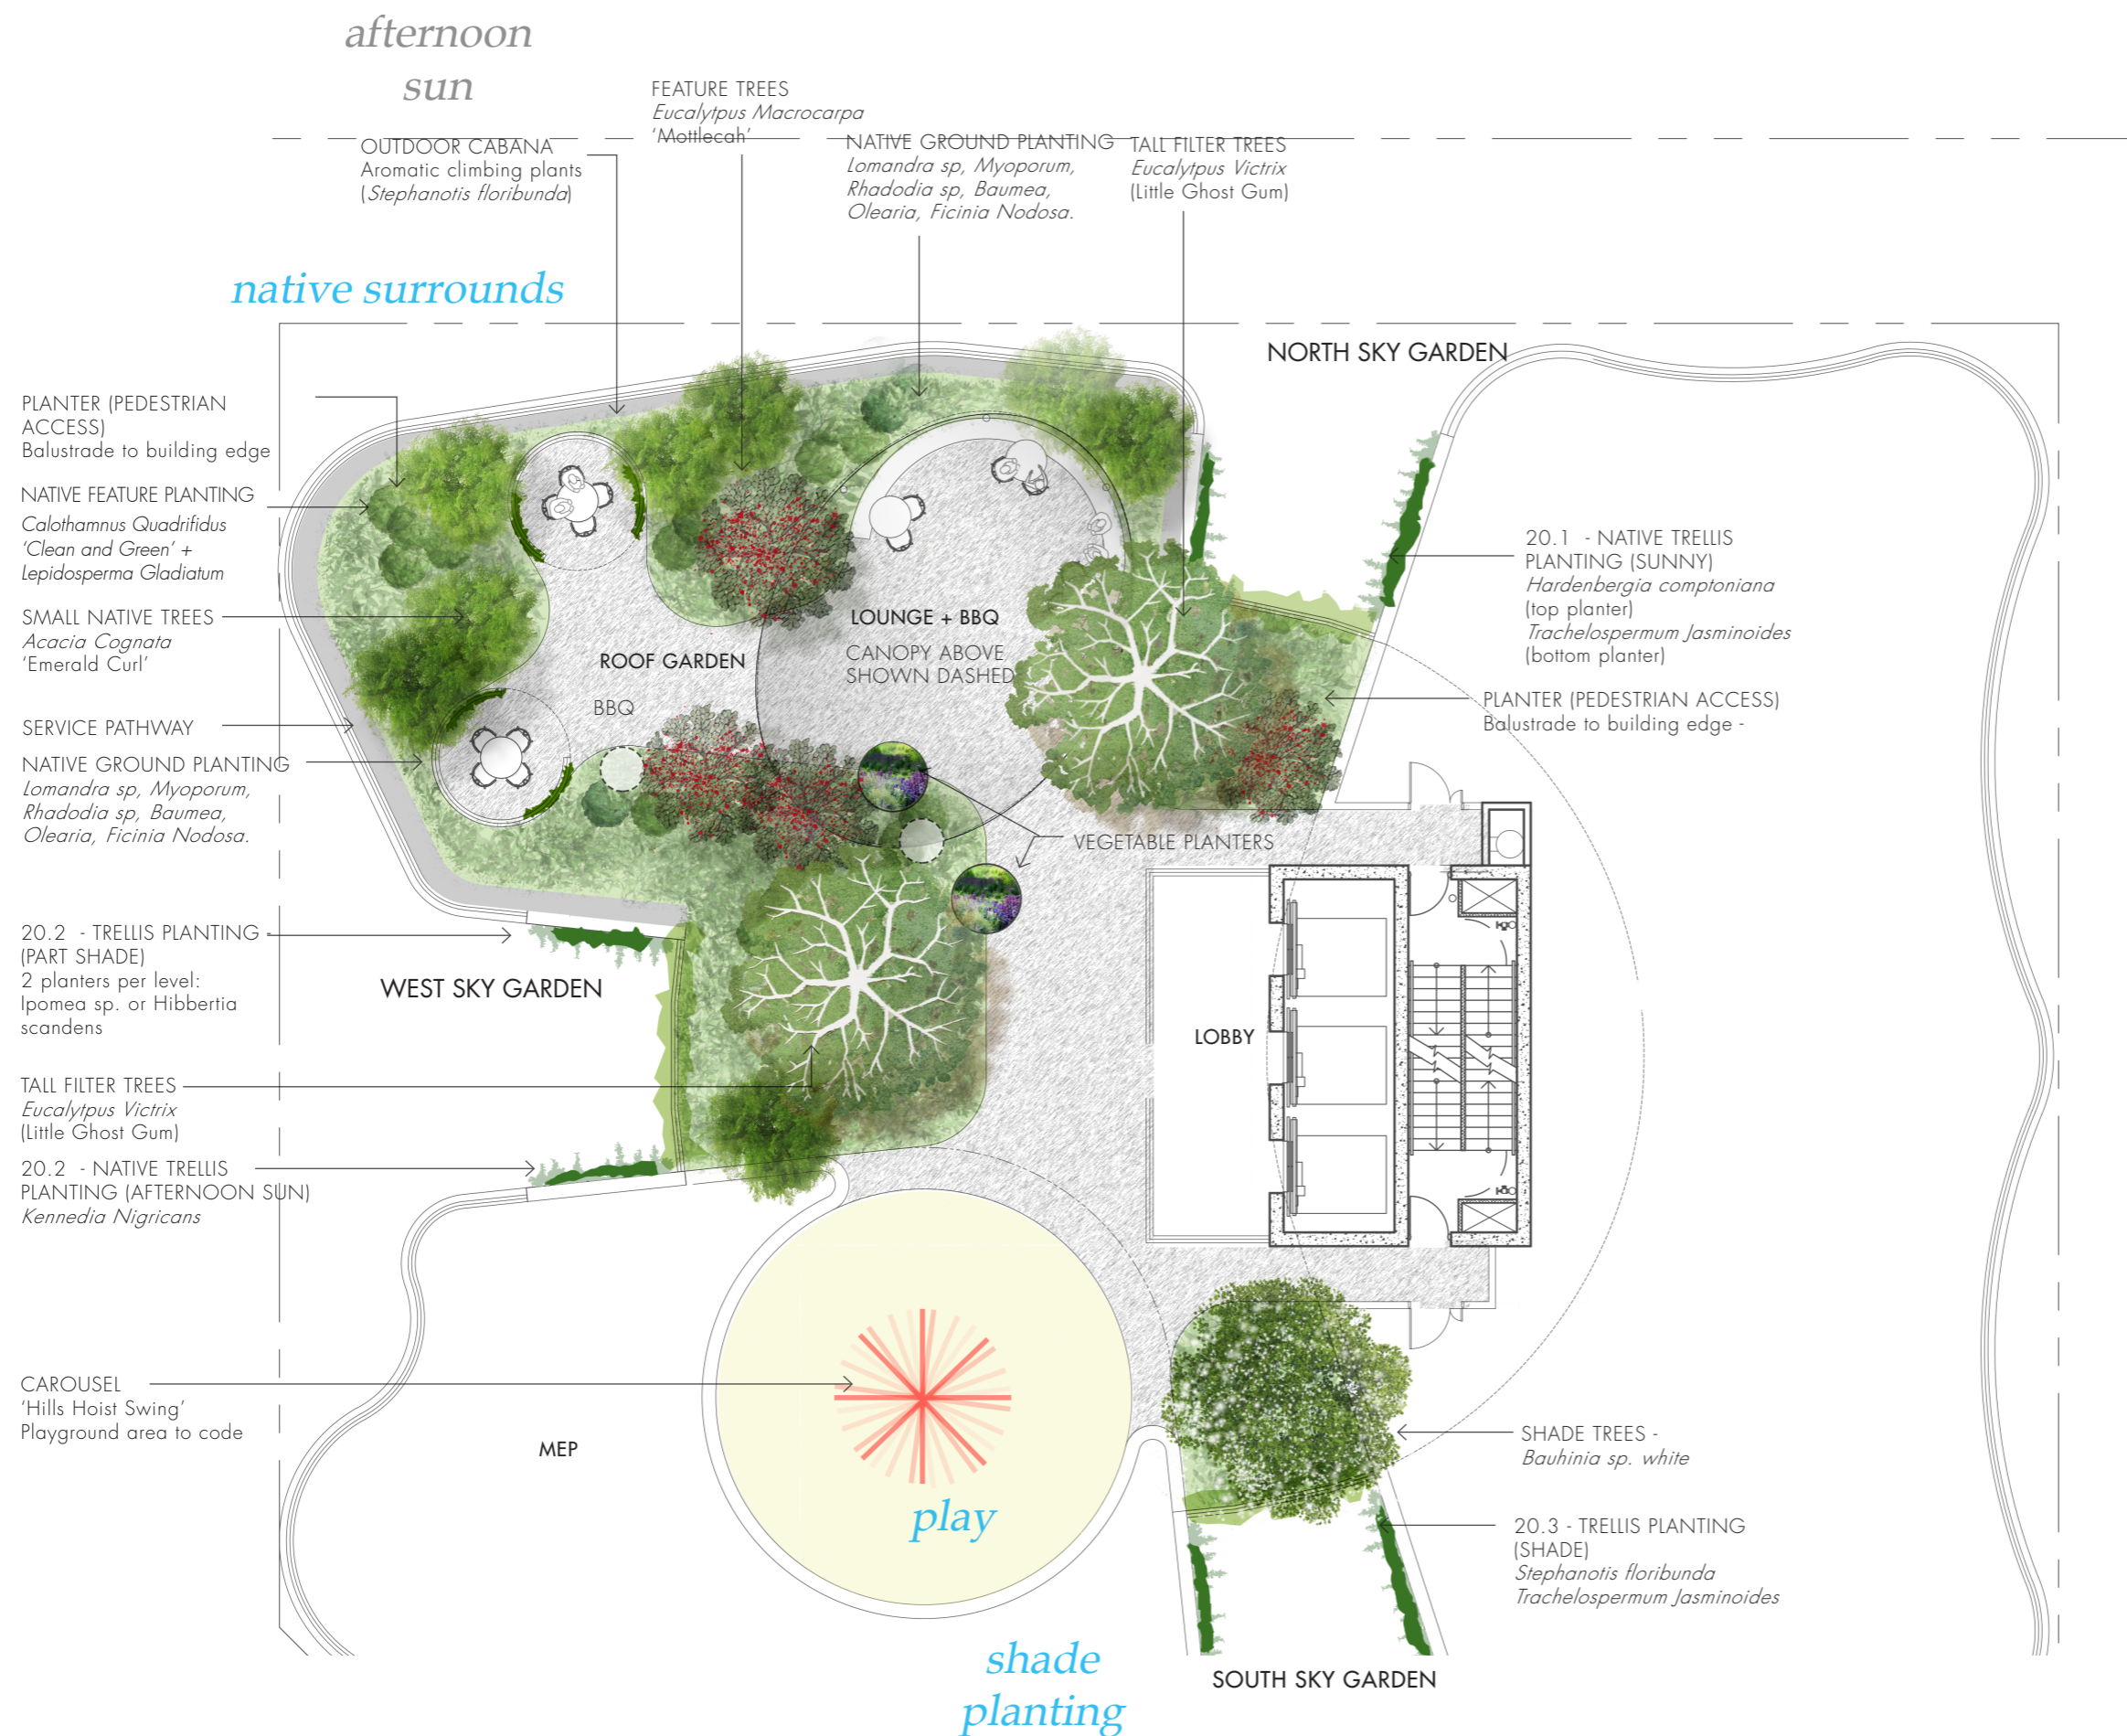 afternoon
sun
FEATURE TREES
Eucalytpus Macrocarpa
‘Mottlecah’
OUTDOOR CABANA
Aromatic climbing plants
(Stephanotis floribunda)
NATIVE GROUND PLANTING
Lomandra sp, Myoporum,
Rhadodia sp, Baumea,
Olearia, Ficinia Nodosa.
TALL FILTER TREES
Eucalytpus Victrix
(Little Ghost Gum)
native surrounds
NORTH SKY GARDEN
PLANTER (PEDESTRIAN
ACCESS)
Balustrade to building edge
NATIVE FEATURE PLANTING
Calothamnus Quadrifidus
‘Clean and Green’ +
Lepidosperma Gladiatum
SMALL NATIVE TREES
Acacia Cognata
‘Emerald Curl’
SERVICE PATHWAY
NATIVE GROUND PLANTING
Lomandra sp, Myoporum,
Rhadodia sp, Baumea,
Olearia, Ficinia Nodosa.
20.1 - NATIVE TRELLIS
PLANTING (SUNNY)
Hardenbergia comptoniana
(top planter)
Trachelospermum Jasminoides
(bottom planter)
PLANTER (PEDESTRIAN ACCESS)
Balustrade to building edge -
LOUNGE + BBQ
CANOPY ABOVE
SHOWN DASHED
ROOF GARDEN
BBQ
VEGETABLE PLANTERS
20.2 - TRELLIS PLANTING -
(PART SHADE)
2 planters per level:
Ipomea sp. or Hibbertia
scandens
WEST SKY GARDEN
LOBBY
TALL FILTER TREES
Eucalytpus Victrix
(Little Ghost Gum)
20.2 - NATIVE TRELLIS
PLANTING (AFTERNOON SUN)
Kennedia Nigricans
CAROUSEL
‘Hills Hoist Swing’
Playground area to code
MEP
play
SHADE TREES -
Bauhinia sp. white
20.3 - TRELLIS PLANTING
(SHADE)
Stephanotis floribunda
Trachelospermum Jasminoides
shade
planting
SOUTH SKY GARDEN